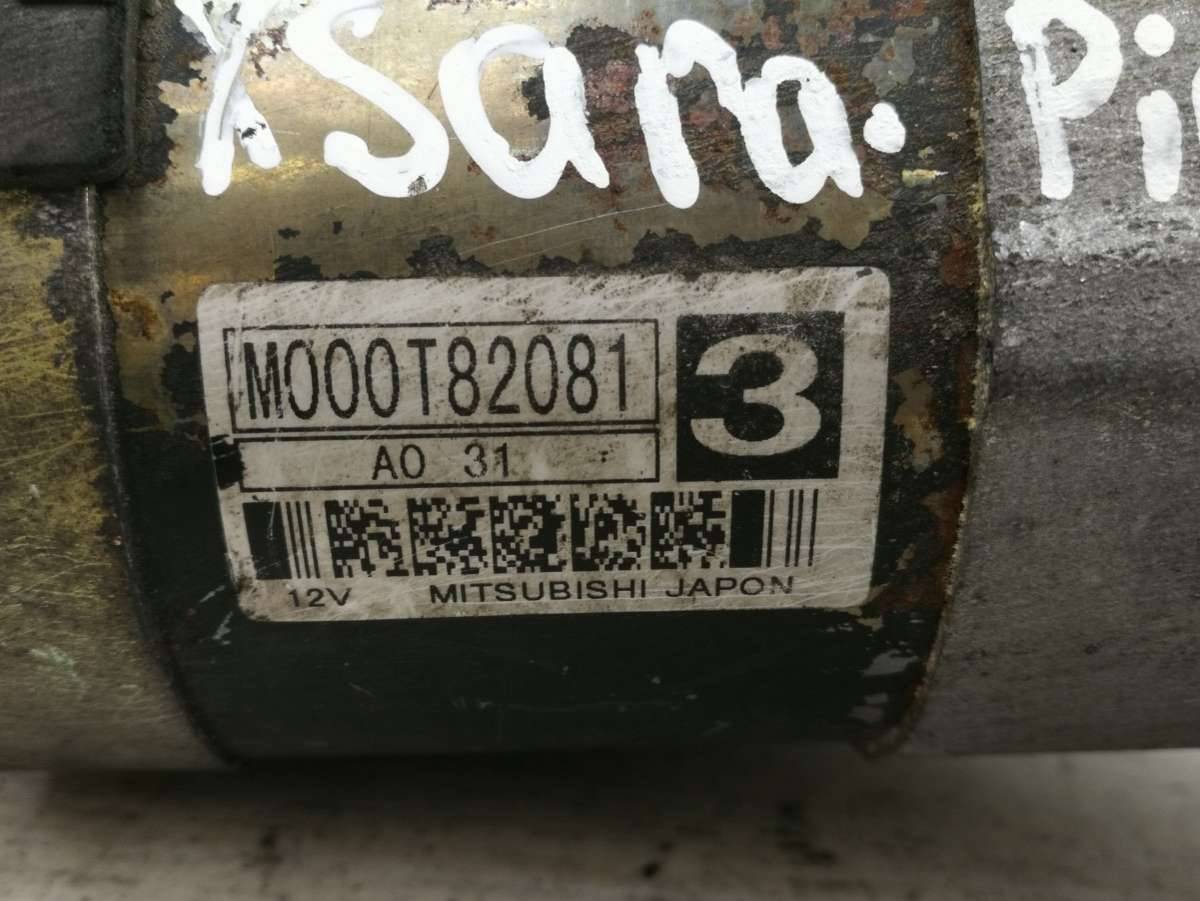 XSara. Pi
M000T82081
3
A0 31
12V MITSUBISHI JAPON